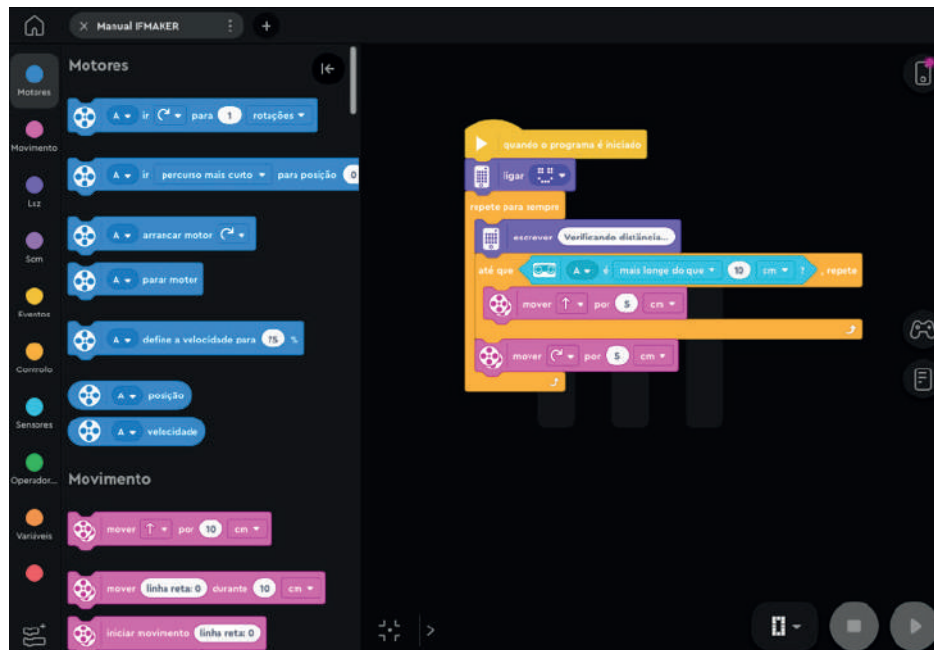 Manual IFMAKER
Motores
Motores
Movimento
Luz
Som
Eventos
Controlo
Sensores
Operador...
Variáveis
A ir para 1 rotações
A ir percurso mais curto para posição 0
A arrancar motor
A parar motor
A define a velocidade para 75 %
A posição
A velocidade
Movimento
mover por 10 cm
mover linha reta: 0 durante 10 cm
iniciar movimento linha reta: 0
quando o programa é iniciado
ligar
repete para sempre
escrever Verificando distância...
até que A é mais longe do que 10 cm ? , repete
mover por 5 cm
mover por 5 cm